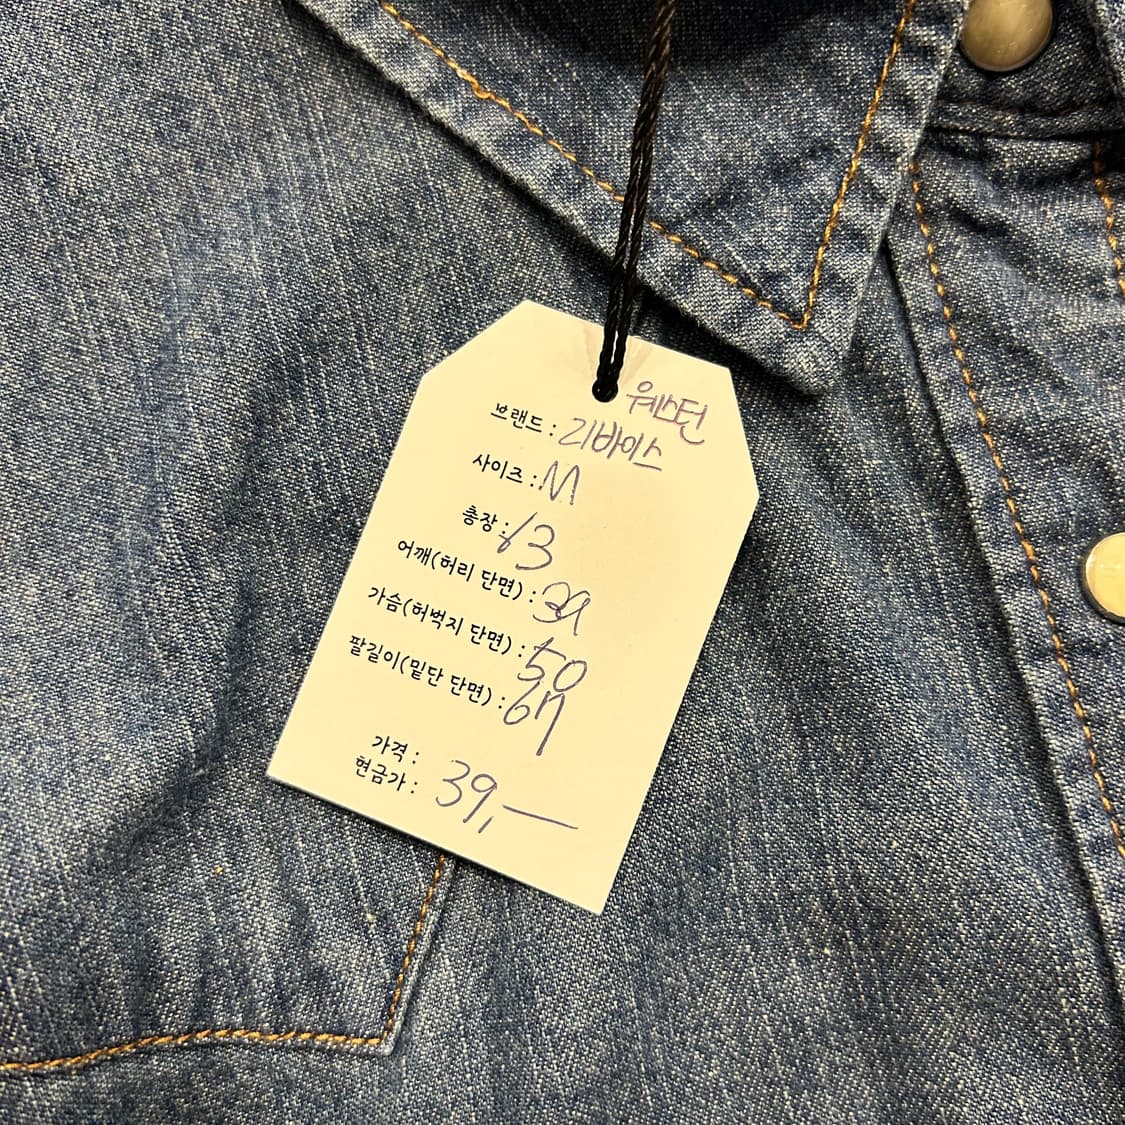 웨스턴
브랜드 : 리바이스
사이즈 : M
총장 : 63
어깨(허리 단면) : 39
가슴(허벅지 단면) : 50
팔길이(밑단 단면) : 61
가격 :
현금가 : 39,—